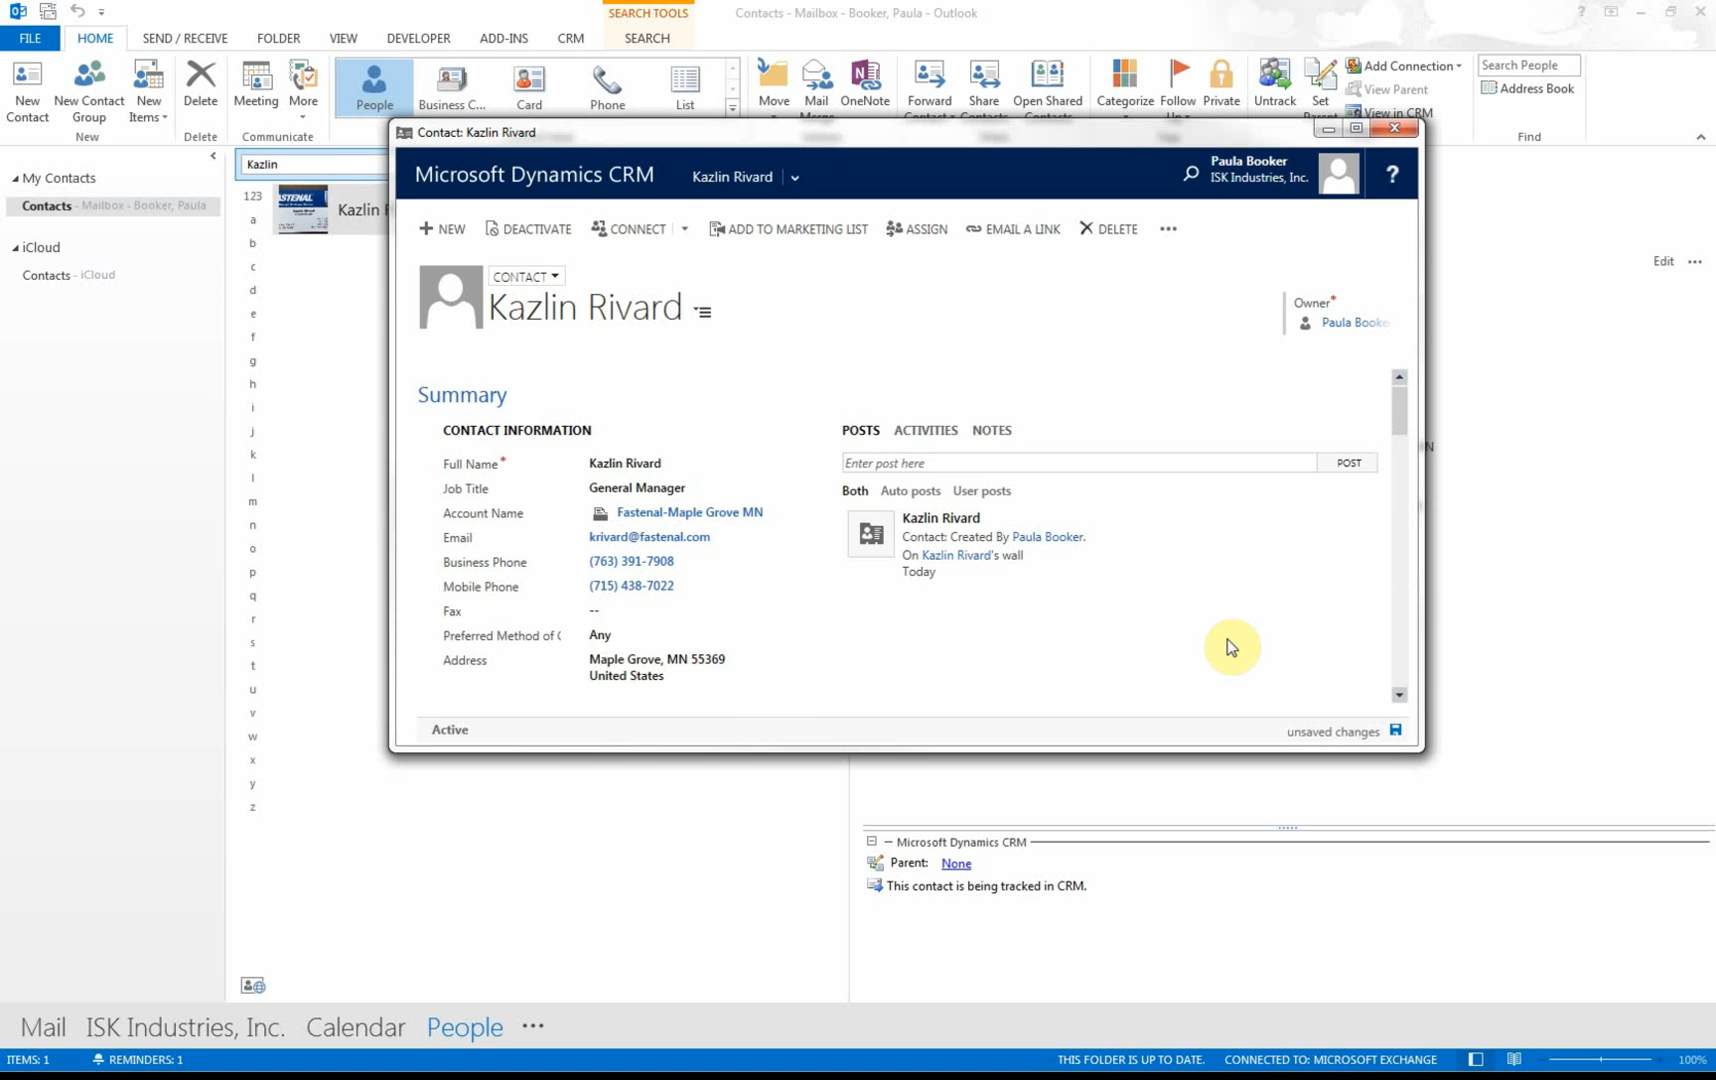 SEARCH TOOLS
Contacts - Mailbox - Booker, Paula - Outlook
?
FILE
HOME
SEND / RECEIVE
FOLDER
VIEW
DEVELOPER
ADD-INS
CRM
SEARCH
New Contact
New Contact Group
New Items
New
Delete
Delete
Meeting
More
Communicate
People
Business C...
Card
Phone
List
Move
Mail
OneNote
Forward
Share
Open Shared
Categorize
Follow
Private
Untrack
Set
Add Connection
View Parent
View in CRM
Search People
Address Book
Find
My Contacts
Contacts - Mailbox - Booker, Paula
iCloud
Contacts - iCloud
Kazlin
123
a
b
c
d
e
f
g
h
i
j
k
l
m
n
o
p
q
r
s
t
u
v
w
x
y
z
Kazlin
Edit
...
Contact: Kazlin Rivard
Microsoft Dynamics CRM
Kazlin Rivard
Paula Booker
ISK Industries, Inc.
?
+ NEW
DEACTIVATE
CONNECT
ADD TO MARKETING LIST
ASSIGN
EMAIL A LINK
DELETE
...
CONTACT
Kazlin Rivard
Owner*
Paula Booke
Summary
CONTACT INFORMATION
Full Name* Kazlin Rivard
Job Title General Manager
Account Name Fastenal-Maple Grove MN
Email krivard@fastenal.com
Business Phone (763) 391-7908
Mobile Phone (715) 438-7022
Fax --
Preferred Method of C Any
Address Maple Grove, MN 55369
United States
POSTS ACTIVITIES NOTES
Enter post here
POST
Both Auto posts User posts
Kazlin Rivard
Contact: Created By Paula Booker.
On Kazlin Rivard's wall
Today
Active
unsaved changes
Microsoft Dynamics CRM
Parent: None
This contact is being tracked in CRM.
Mail ISK Industries, Inc. Calendar People ...
ITEMS: 1
REMINDERS: 1
THIS FOLDER IS UP TO DATE.
CONNECTED TO: MICROSOFT EXCHANGE
100%